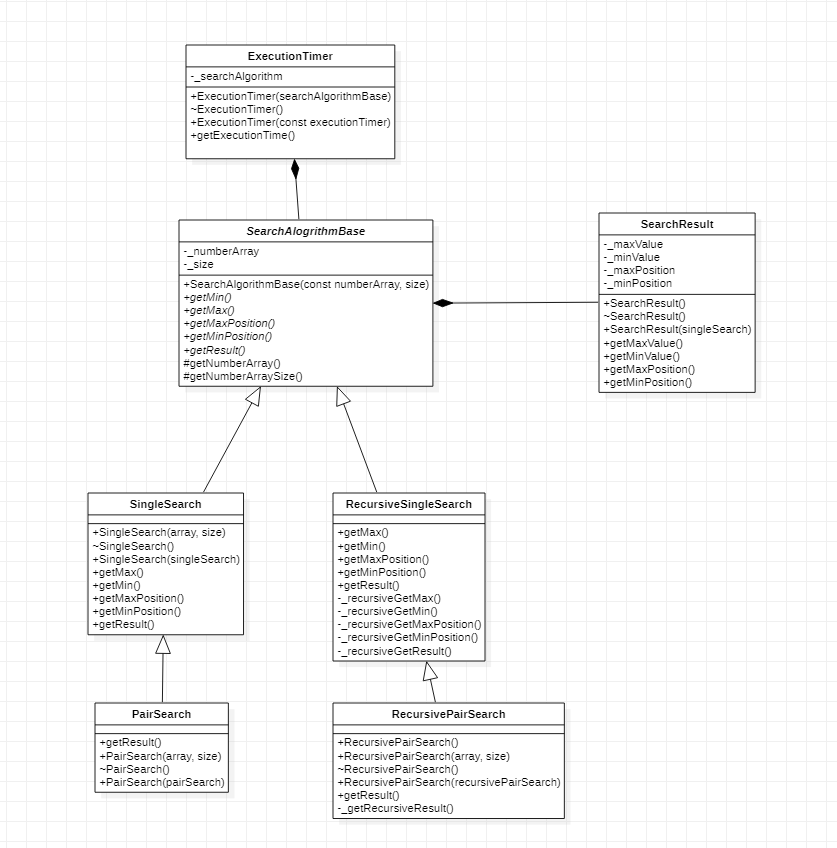 ExecutionTimer
-_searchAlgorithm
+ExecutionTimer(searchAlgorithmBase)
~ExecutionTimer()
+ExecutionTimer(const executionTimer)
+getExecutionTime()
SearchAlogrithmBase
-_numberArray
-_size
+SearchAlgorithmBase(const numberArray, size)
+getMin()
+getMax()
+getMaxPosition()
+getMinPosition()
+getResult()
#getNumberArray()
#getNumberArraySize()
SearchResult
-_maxValue
-_minValue
-_maxPosition
-_minPosition
+SearchResult()
~SearchResult()
+SearchResult(singleSearch)
+getMaxValue()
+getMinValue()
+getMaxPosition()
+getMinPosition()
SingleSearch
+SingleSearch(array, size)
~SingleSearch()
+SingleSearch(singleSearch)
+getMax()
+getMin()
+getMaxPosition()
+getMinPosition()
+getResult()
RecursiveSingleSearch
+getMax()
+getMin()
+getMaxPosition()
+getMinPosition()
+getResult()
-_recursiveGetMax()
-_recursiveGetMin()
-_recursiveGetMaxPosition()
-_recursiveGetMinPosition()
-_recursiveGetResult()
PairSearch
+getResult()
+PairSearch(array, size)
~PairSearch()
+PairSearch(pairSearch)
RecursivePairSearch
+RecursivePairSearch()
+RecursivePairSearch(array, size)
~RecursivePairSearch()
+RecursivePairSearch(recursivePairSearch)
+getResult()
-_getRecursiveResult()